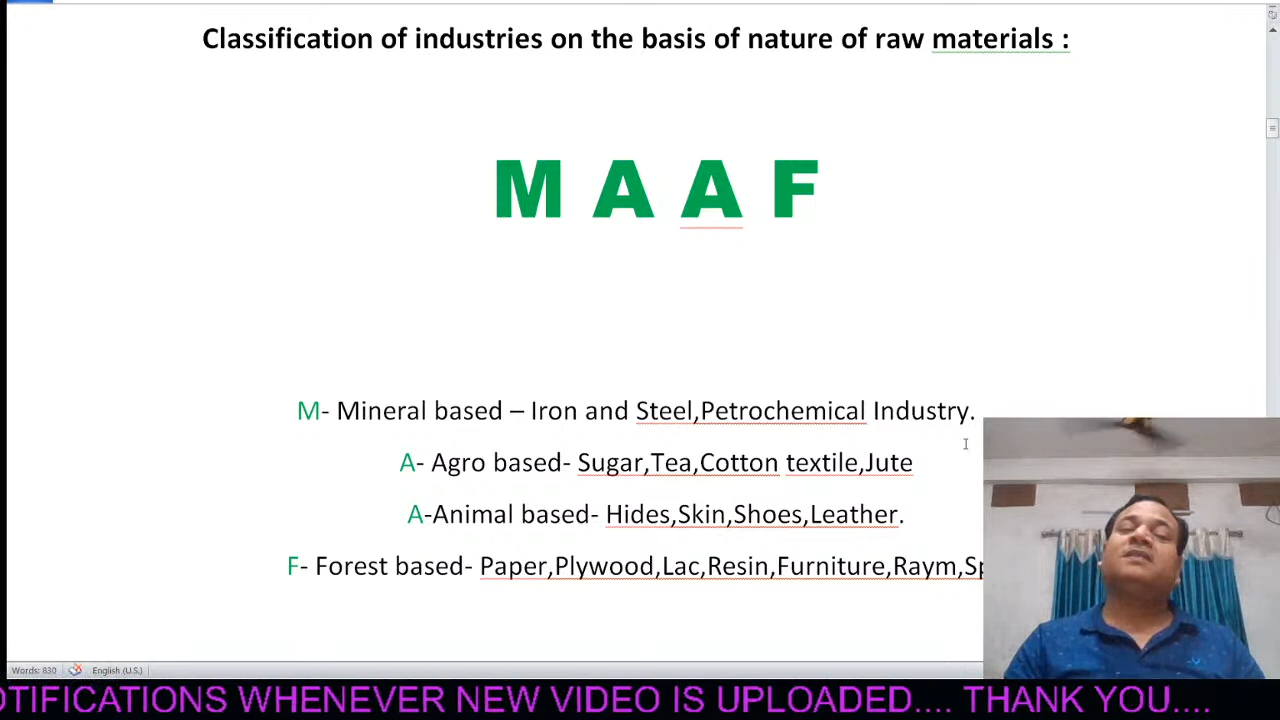 Classification of industries on the basis of nature of raw materials :
M A A F
M- Mineral based – Iron and Steel,Petrochemical Industry.
A- Agro based- Sugar,Tea,Cotton textile,Jute
A-Animal based- Hides,Skin,Shoes,Leather.
F- Forest based- Paper,Plywood,Lac,Resin,Furniture,Raym,
Words: 830 English (U.S.)
WHENEVER NEW VIDEO IS UPLOADED.... THANK YOU....